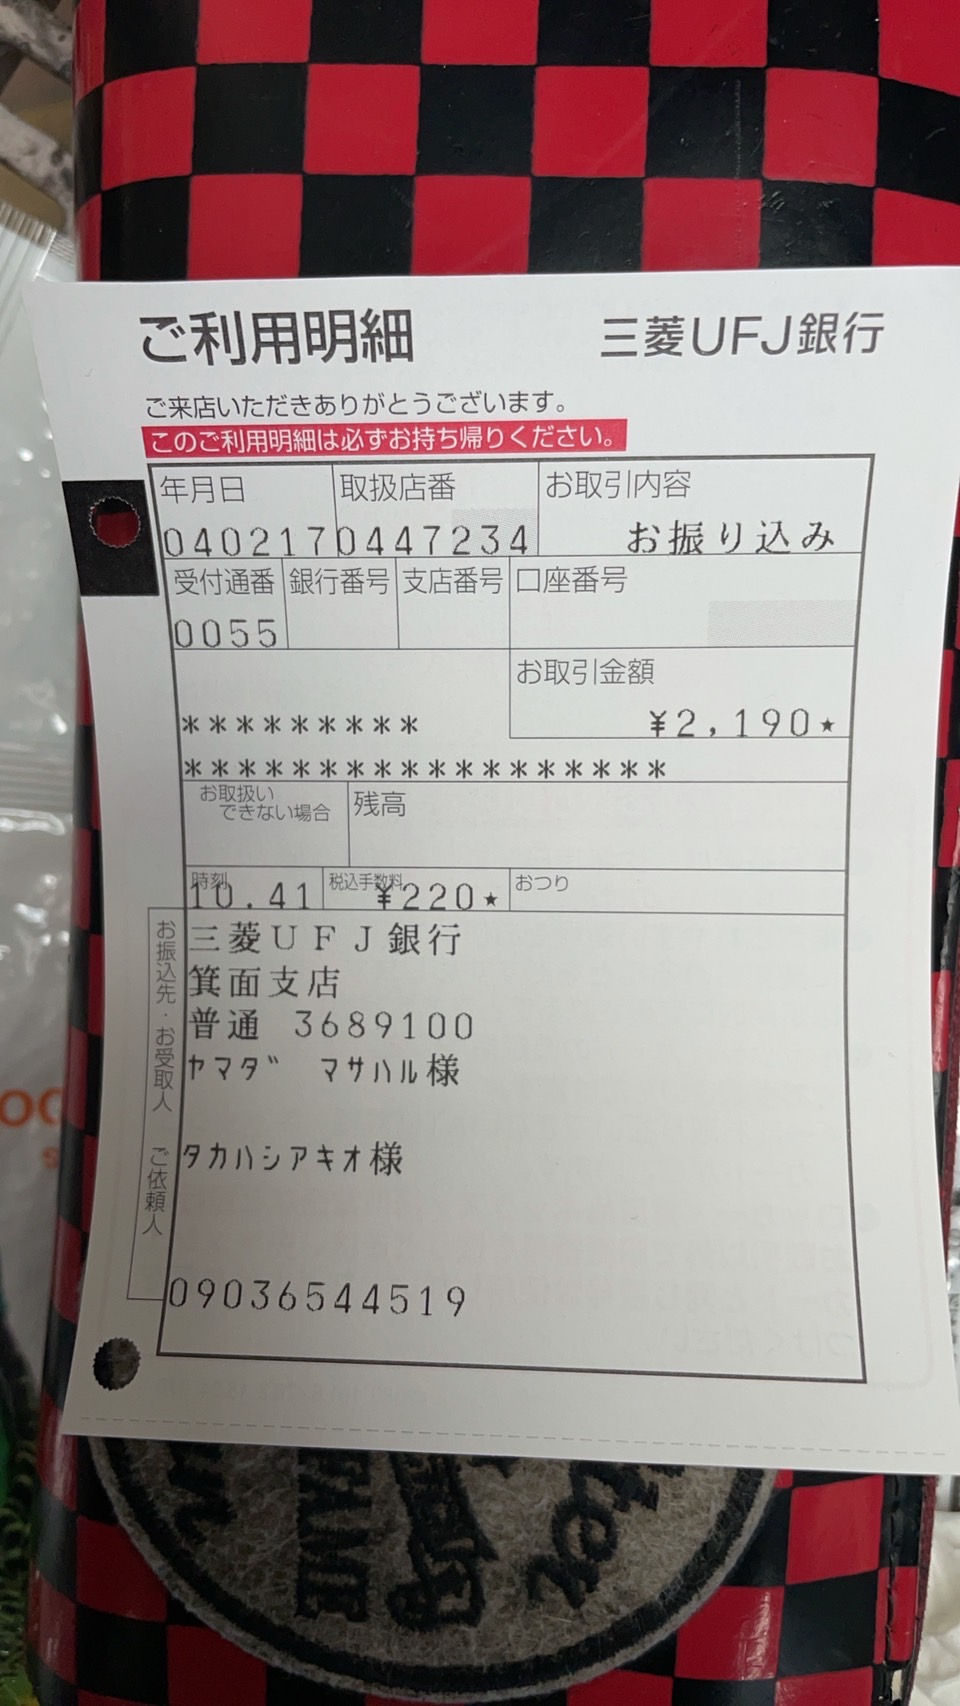 ご利用明細 三菱UFJ銀行
ご来店いただきありがとうございます。
このご利用明細は必ずお持ち帰りください。
年月日 取扱店番 お取引内容
040217 0447234 お振り込み
受付通番 銀行番号 支店番号 口座番号
0055
お取引金額
********* ¥2,190★
******************
お取扱い
できない場合 残高
時刻 税込手数料 おつり
10.41 ¥220★
お振込先・お受取人
三菱UFJ銀行
箕面支店
普通 3689100
ヤマダ マサハル様
ご依頼人
タカハシアキオ様
09036544519